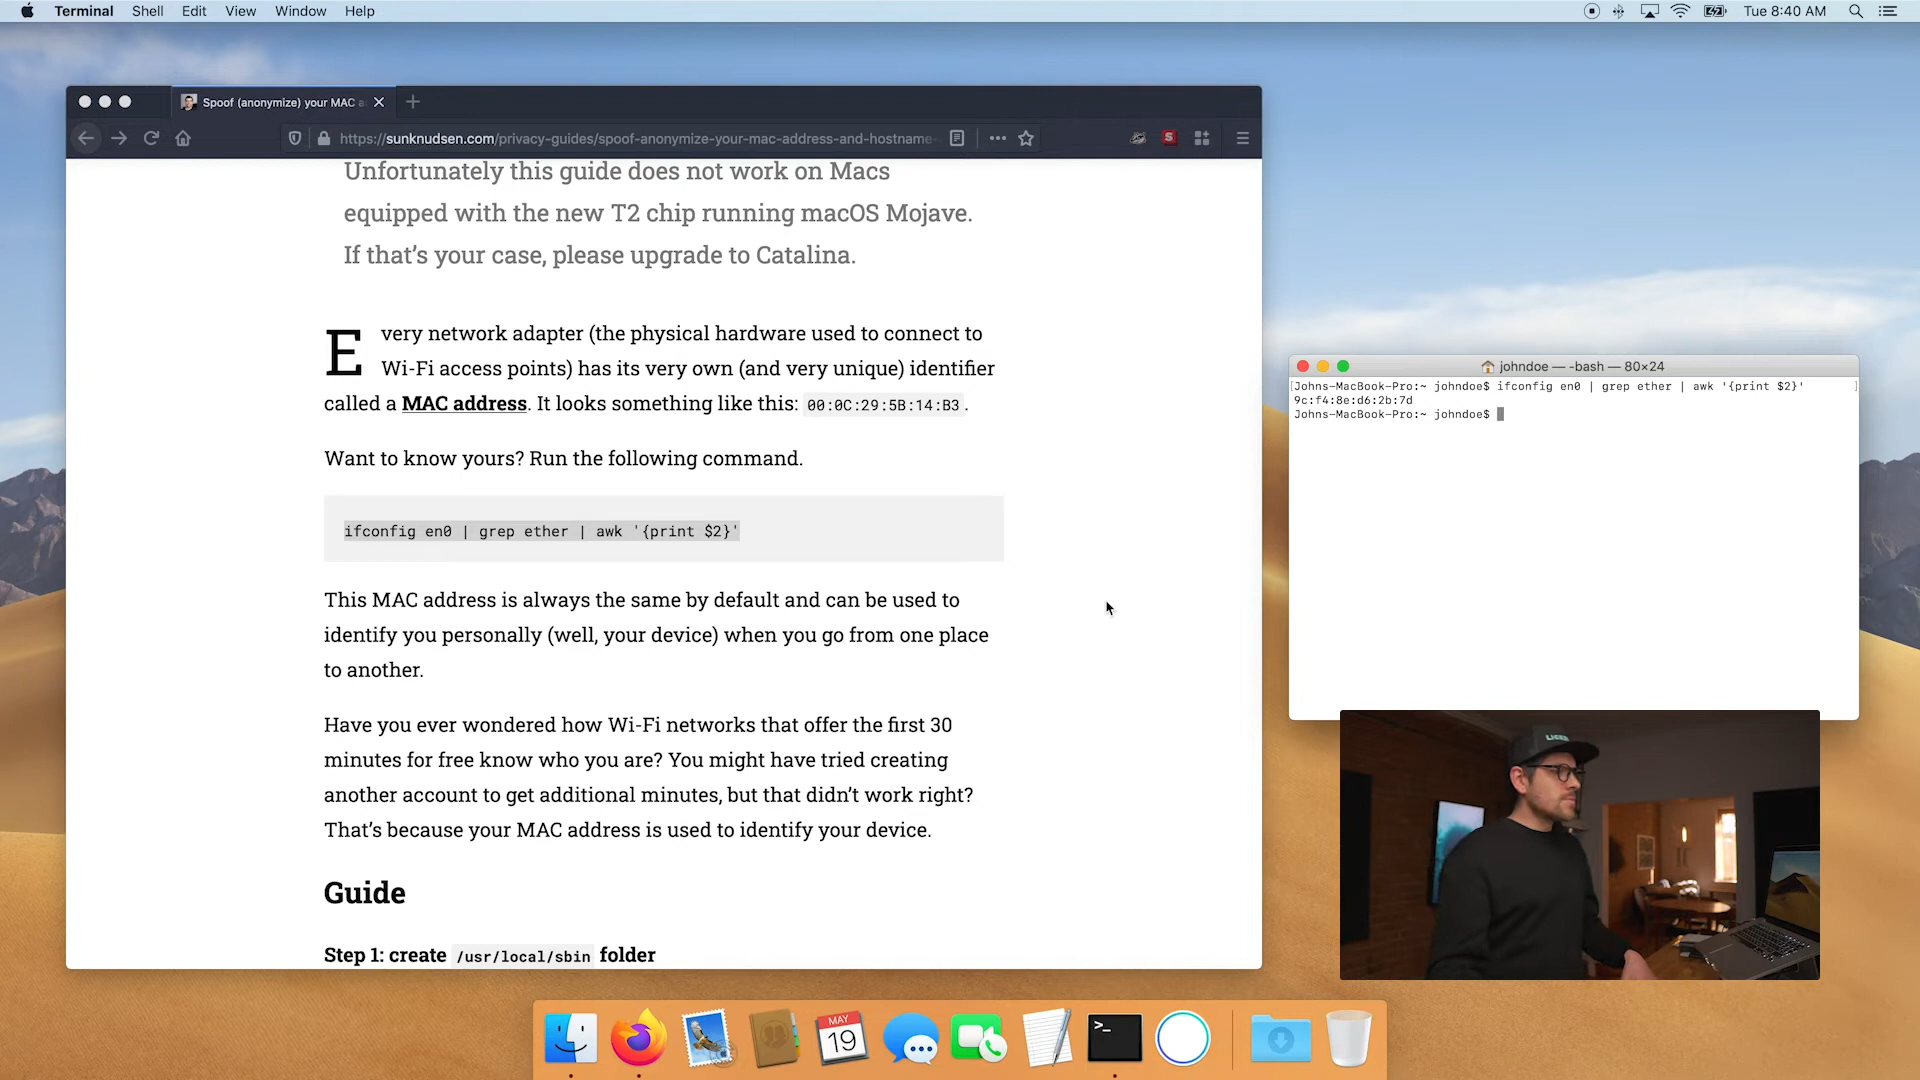 Terminal Shell Edit View Window Help
Tue 8:40 AM
Spoof (anonymize) your MAC
https://sunknudsen.com/privacy-guides/spoof-anonymize-your-mac-address-and-hostname-
Unfortunately this guide does not work on Macs
equipped with the new T2 chip running macOS Mojave.
If that’s your case, please upgrade to Catalina.
Every network adapter (the physical hardware used to connect to
Wi-Fi access points) has its very own (and very unique) identifier
called a MAC address. It looks something like this: 00:0C:29:5B:14:B3.
Want to know yours? Run the following command.
ifconfig en0 | grep ether | awk '{print $2}'
This MAC address is always the same by default and can be used to
identify you personally (well, your device) when you go from one place
to another.
Have you ever wondered how Wi-Fi networks that offer the first 30
minutes for free know who you are? You might have tried creating
another account to get additional minutes, but that didn’t work right?
That’s because your MAC address is used to identify your device.
Guide
Step 1: create /usr/local/sbin folder
johndoe — -bash — 80×24
[Johns-MacBook-Pro:~ johndoe$ ifconfig en0 | grep ether | awk '{print $2}' ]
9c:f4:8e:d6:2b:7d
Johns-MacBook-Pro:~ johndoe$
MAY
19
>_